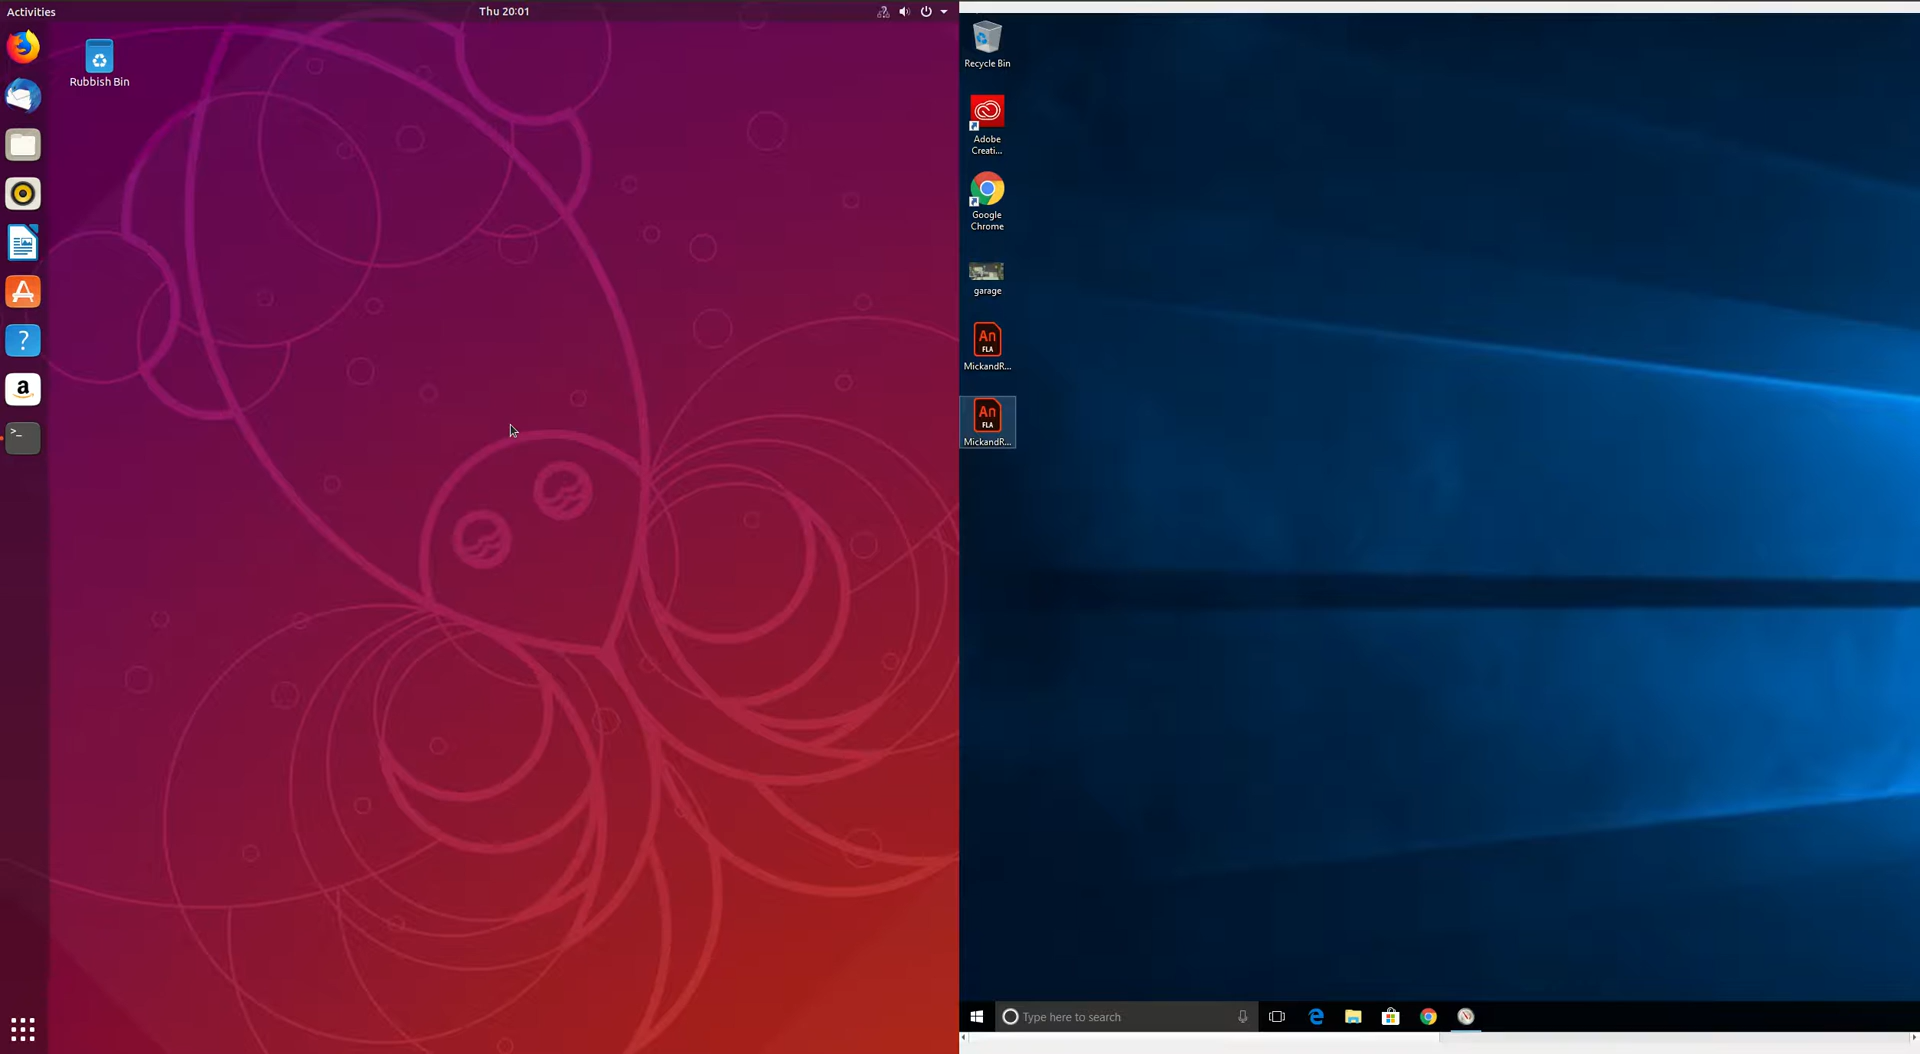 Activities
Thu 20:01
Rubbish Bin
?
a
>_
Recycle Bin
Adobe
Creati...
Google
Chrome
garage
An
FLA
MickandR...
An
FLA
MickandR...
Type here to search